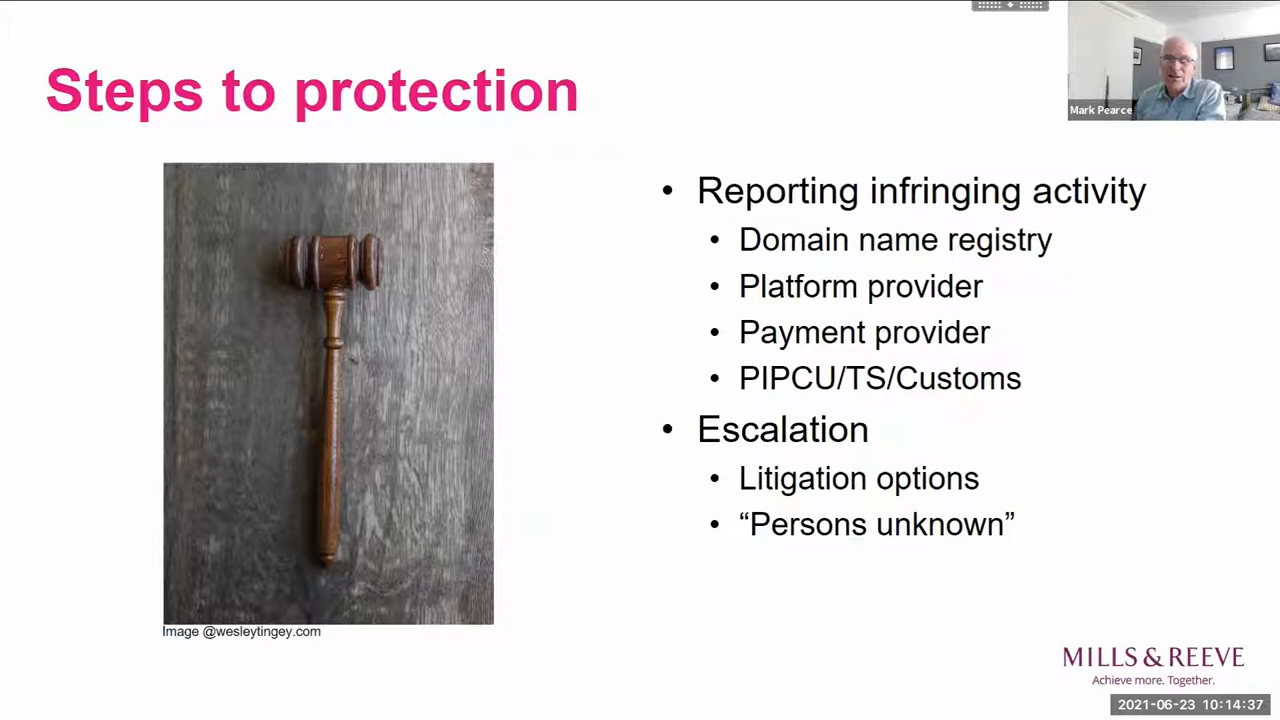 Steps to protection
Mark Pearce
• Reporting infringing activity
• Domain name registry
• Platform provider
• Payment provider
• PIPCU/TS/Customs
• Escalation
• Litigation options
• “Persons unknown”
Image @wesleytingey.com
MILLS & REEVE
Achieve more. Together.
2021-06-23 10:14:37